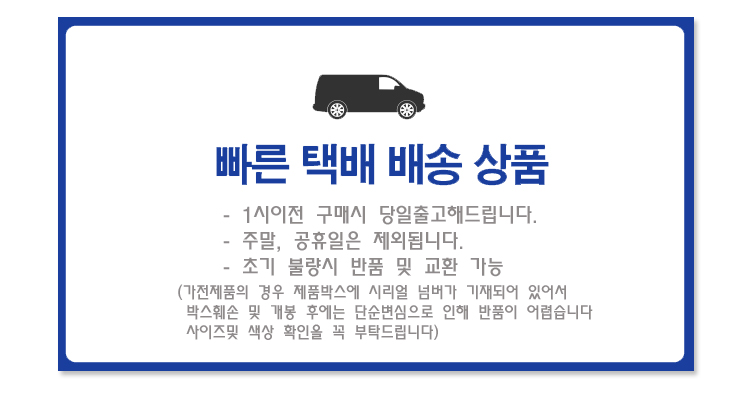 빠른 택배 배송 상품
- 1시이전 구매시 당일출고해드립니다.
- 주말, 공휴일은 제외됩니다.
- 초기 불량시 반품 및 교환 가능
(가전제품의 경우 제품박스에 시리얼 넘버가 기재되어 있어서
박스훼손 및 개봉 후에는 단순변심으로 인해 반품이 어렵습니다
사이즈및 색상 확인을 꼭 부탁드립니다)